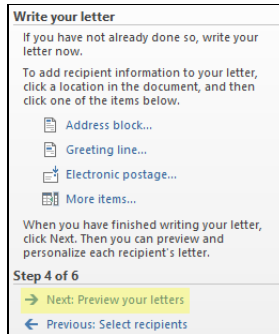 Write your letter
If you have not already done so, write your
letter now.
To add recipient information to your letter,
click a location in the document, and then
click one of the items below.
Address block...
Greeting line...
Electronic postage...
More items...
When you have finished writing your letter,
click Next. Then you can preview and
personalize each recipient's letter.
Step 4 of 6
Next: Preview your letters
Previous: Select recipients